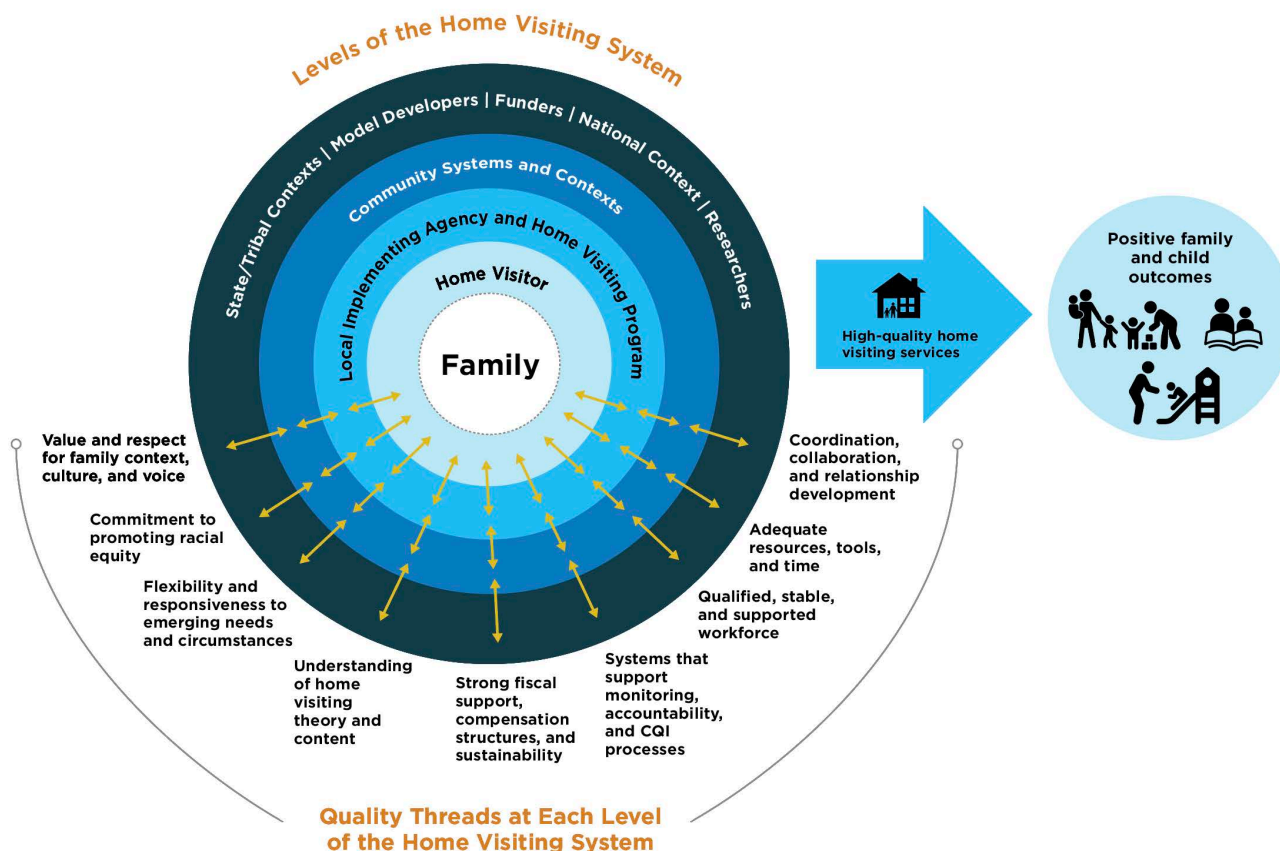 Levels of the Home Visiting System
State/Tribal Contexts | Model Developers | Funders | National Context | Researchers
Community Systems and Contexts
Local Implementing Agency and Home Visiting Program
Home Visitor
Family
High-quality home
visiting services
Positive family
and child
outcomes
Value and respect
for family context,
culture, and voice
Commitment to
promoting racial
equity
Flexibility and
responsiveness to
emerging needs
and circumstances
Understanding
of home
visiting
theory and
content
Strong fiscal
support,
compensation
structures, and
sustainability
Systems that
support
monitoring,
accountability,
and CQI
processes
Qualified, stable,
and supported
workforce
Adequate
resources, tools,
and time
Coordination,
collaboration,
and relationship
development
Quality Threads at Each Level
of the Home Visiting System